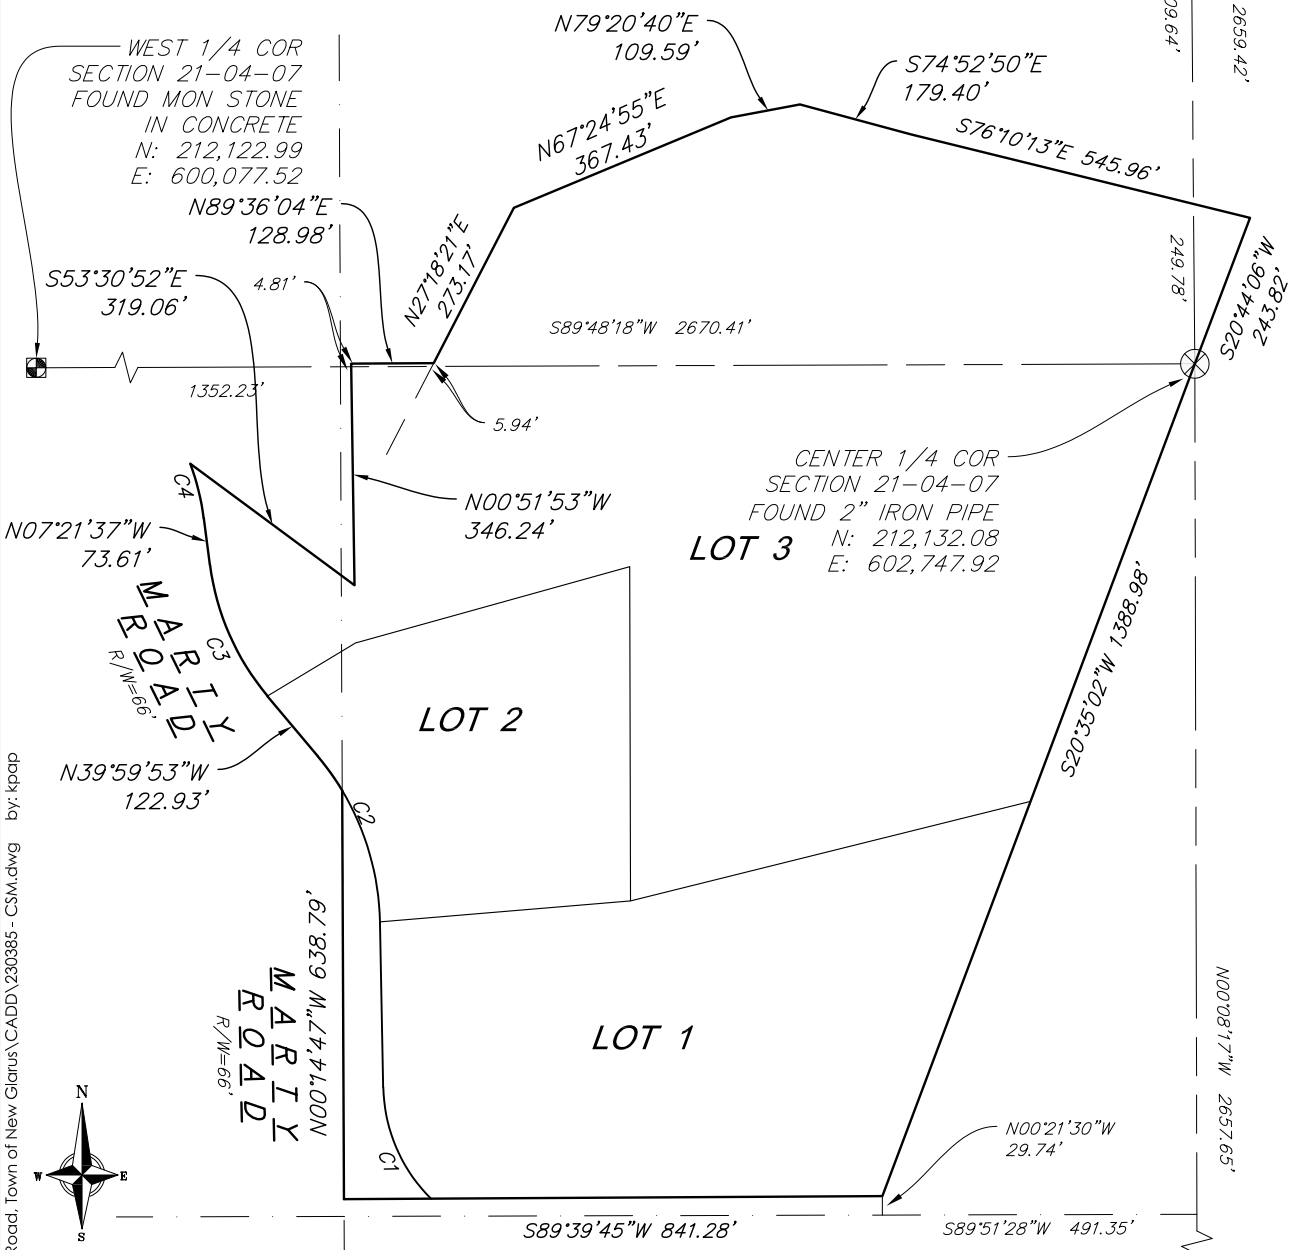 N79°20'40"E
109.59'
09.64'
2659.42'
WEST 1/4 COR
SECTION 21-04-07
FOUND MON STONE
IN CONCRETE
N: 212,122.99
E: 600,077.52
S74°52'50"E
179.40'
N67°24'55"E
367.43'
S76°10'13"E 545.96'
N89°36'04"E
128.98'
N27°18'21"E
273.17'
249.78'
S20°44'06"W
243.82'
S53°30'52"E
319.06'
4.81'
S89°48'18"W 2670.41'
1352.23'
5.94'
CENTER 1/4 COR
SECTION 21-04-07
FOUND 2" IRON PIPE
N: 212,132.08
E: 602,747.92
C4
N00°51'53"W
346.24'
N07°21'37"W
73.61'
LOT 3
MARTY
ROAD
R/W=66'
C3
S20°35'02"W 1388.98'
LOT 2
N39°59'53"W
122.93'
C2
by: kpap
Road, Town of New Glarus\CADD\230385 - CSM.dwg
N00°14'47"W 638.79'
MARTY
ROAD
R/W=66'
LOT 1
N00°08'17"W 2657.65'
N
W
E
S
C1
N00°21'30"W
29.74'
S89°39'45"W 841.28'
S89°51'28"W 491.35'